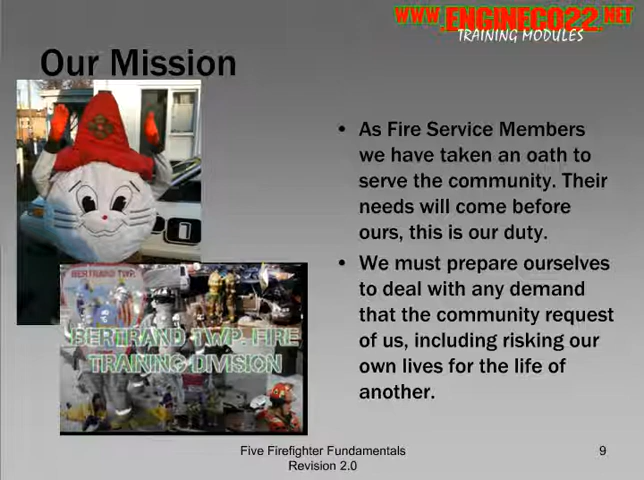 WWW.ENGINECO22.NET
TRAINING MODULES
Our Mission
• As Fire Service Members
we have taken an oath to
serve the community. Their
needs will come before
ours, this is our duty.
• We must prepare ourselves
to deal with any demand
that the community request
of us, including risking our
own lives for the life of
another.
BERTRAND TWP.
BERTRAND TWP. FIRE
TRAINING DIVISION
Five Firefighter Fundamentals
Revision 2.0
9